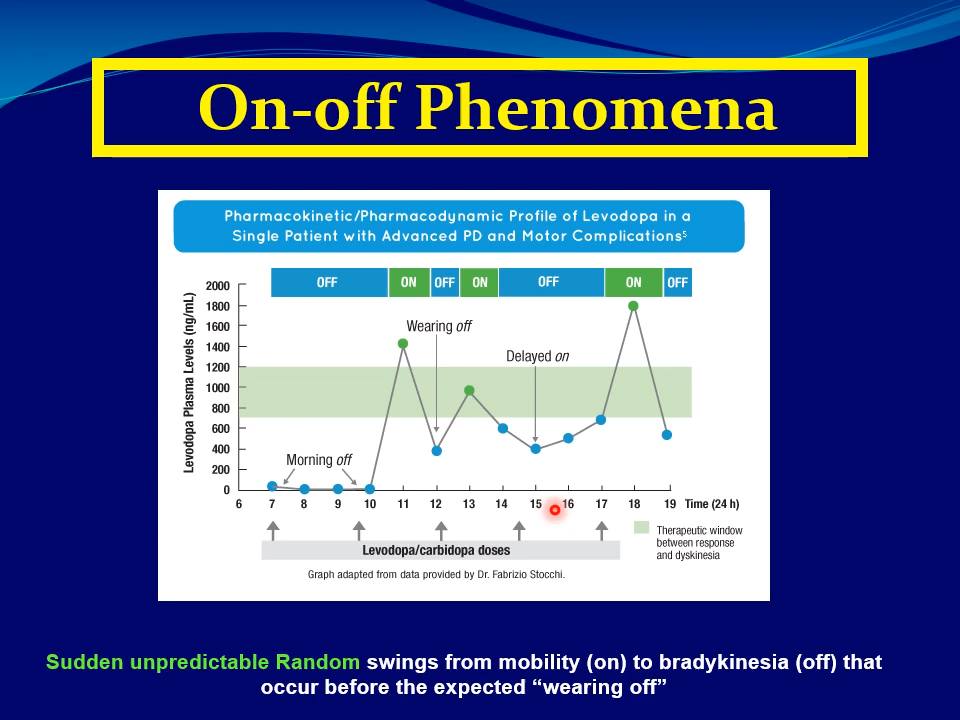 On-off Phenomena
Pharmacokinetic/Pharmacodynamic Profile of Levodopa in a
Single Patient with Advanced PD and Motor Complications⁵
OFF ON OFF ON OFF ON OFF
Levodopa Plasma Levels (ng/mL)
2000
1800
1600
1400
1200
1000
800
600
400
200
0
Wearing off
Delayed on
Morning off
6 7 8 9 10 11 12 13 14 15 16 17 18 19 Time (24 h)
Levodopa/carbidopa doses
Therapeutic window
between response
and dyskinesia
Graph adapted from data provided by Dr. Fabrizio Stocchi.
Sudden unpredictable Random swings from mobility (on) to bradykinesia (off) that
occur before the expected “wearing off”